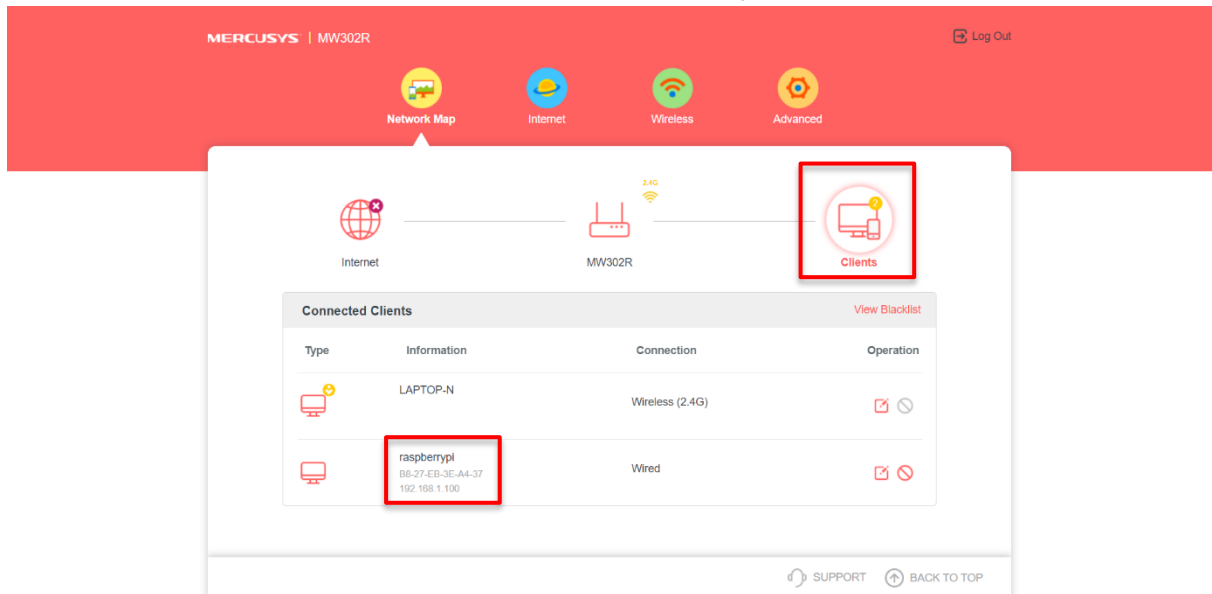 MERCUSYS | MW302R
Log Out
Network Map
Internet
Wireless
Advanced
2.4G
2
Internet
MW302R
Clients
Connected Clients
View Blacklist
Type Information Connection Operation
LAPTOP-N
Wireless (2.4G)
raspberrypi
B8-27-EB-3E-A4-37
192.168.1.100
Wired
SUPPORT
BACK TO TOP